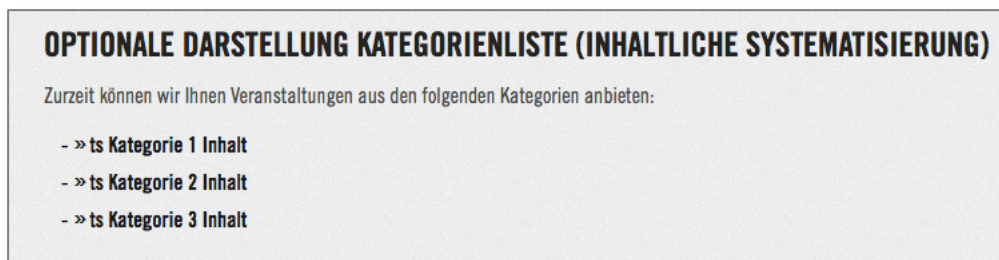 OPTIONALE DARSTELLUNG KATEGORIENLISTE (INHALTLICHE SYSTEMATISIERUNG)
Zurzeit können wir Ihnen Veranstaltungen aus den folgenden Kategorien anbieten:
- » ts Kategorie 1 Inhalt
- » ts Kategorie 2 Inhalt
- » ts Kategorie 3 Inhalt